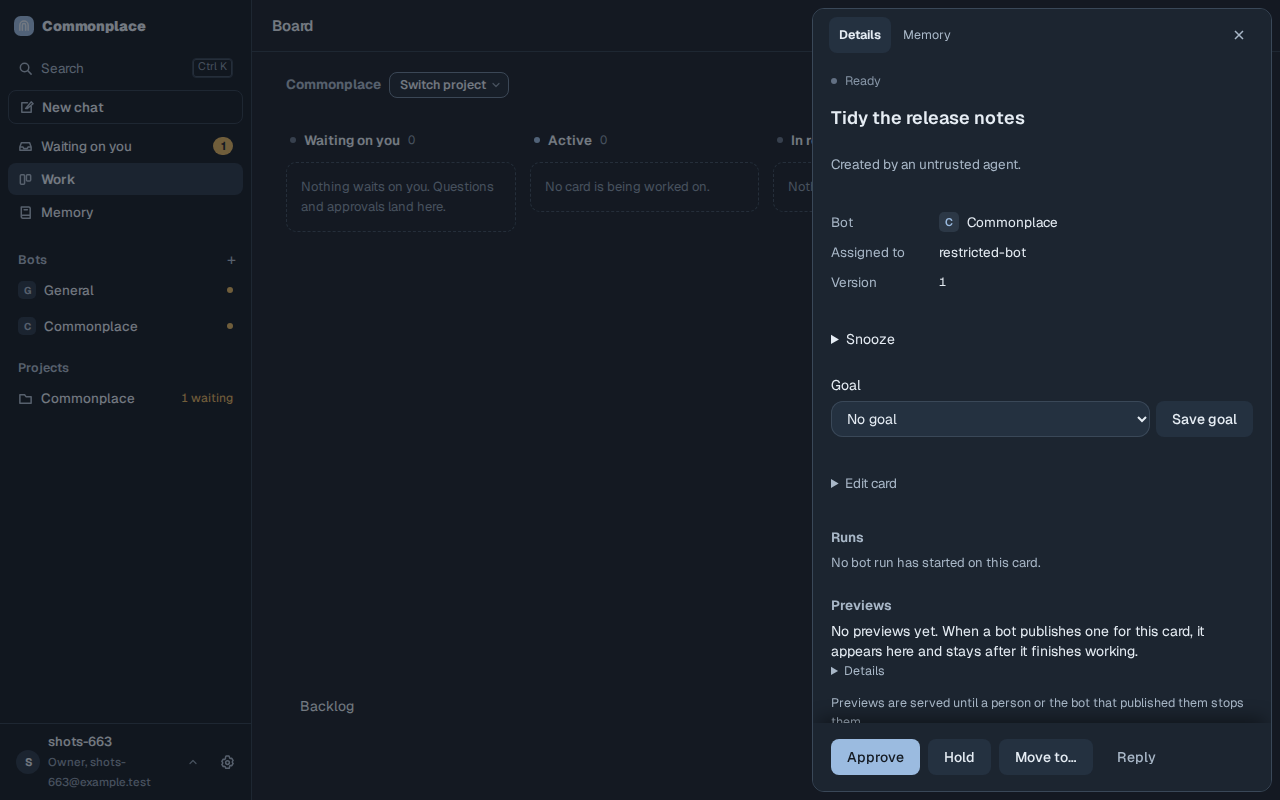 Commonplace
Search
Ctrl K
New chat
Waiting on you
1
Work
Memory
Bots
+
G General
C Commonplace
Projects
Commonplace
1 waiting
S
shots-663
Owner, shots-
663@example.test
Board
Commonplace
Switch project
Waiting on you 0
Nothing waits on you. Questions
and approvals land here.
Active 0
No card is being worked on.
Backlog
Details
Memory
Ready
Tidy the release notes
Created by an untrusted agent.
Bot
C Commonplace
Assigned to
restricted-bot
Version
1
Snooze
Goal
No goal
Save goal
Edit card
Runs
No bot run has started on this card.
Previews
No previews yet. When a bot publishes one for this card, it
appears here and stays after it finishes working.
Details
Previews are served until a person or the bot that published them stops
them.
Approve
Hold
Move to…
Reply